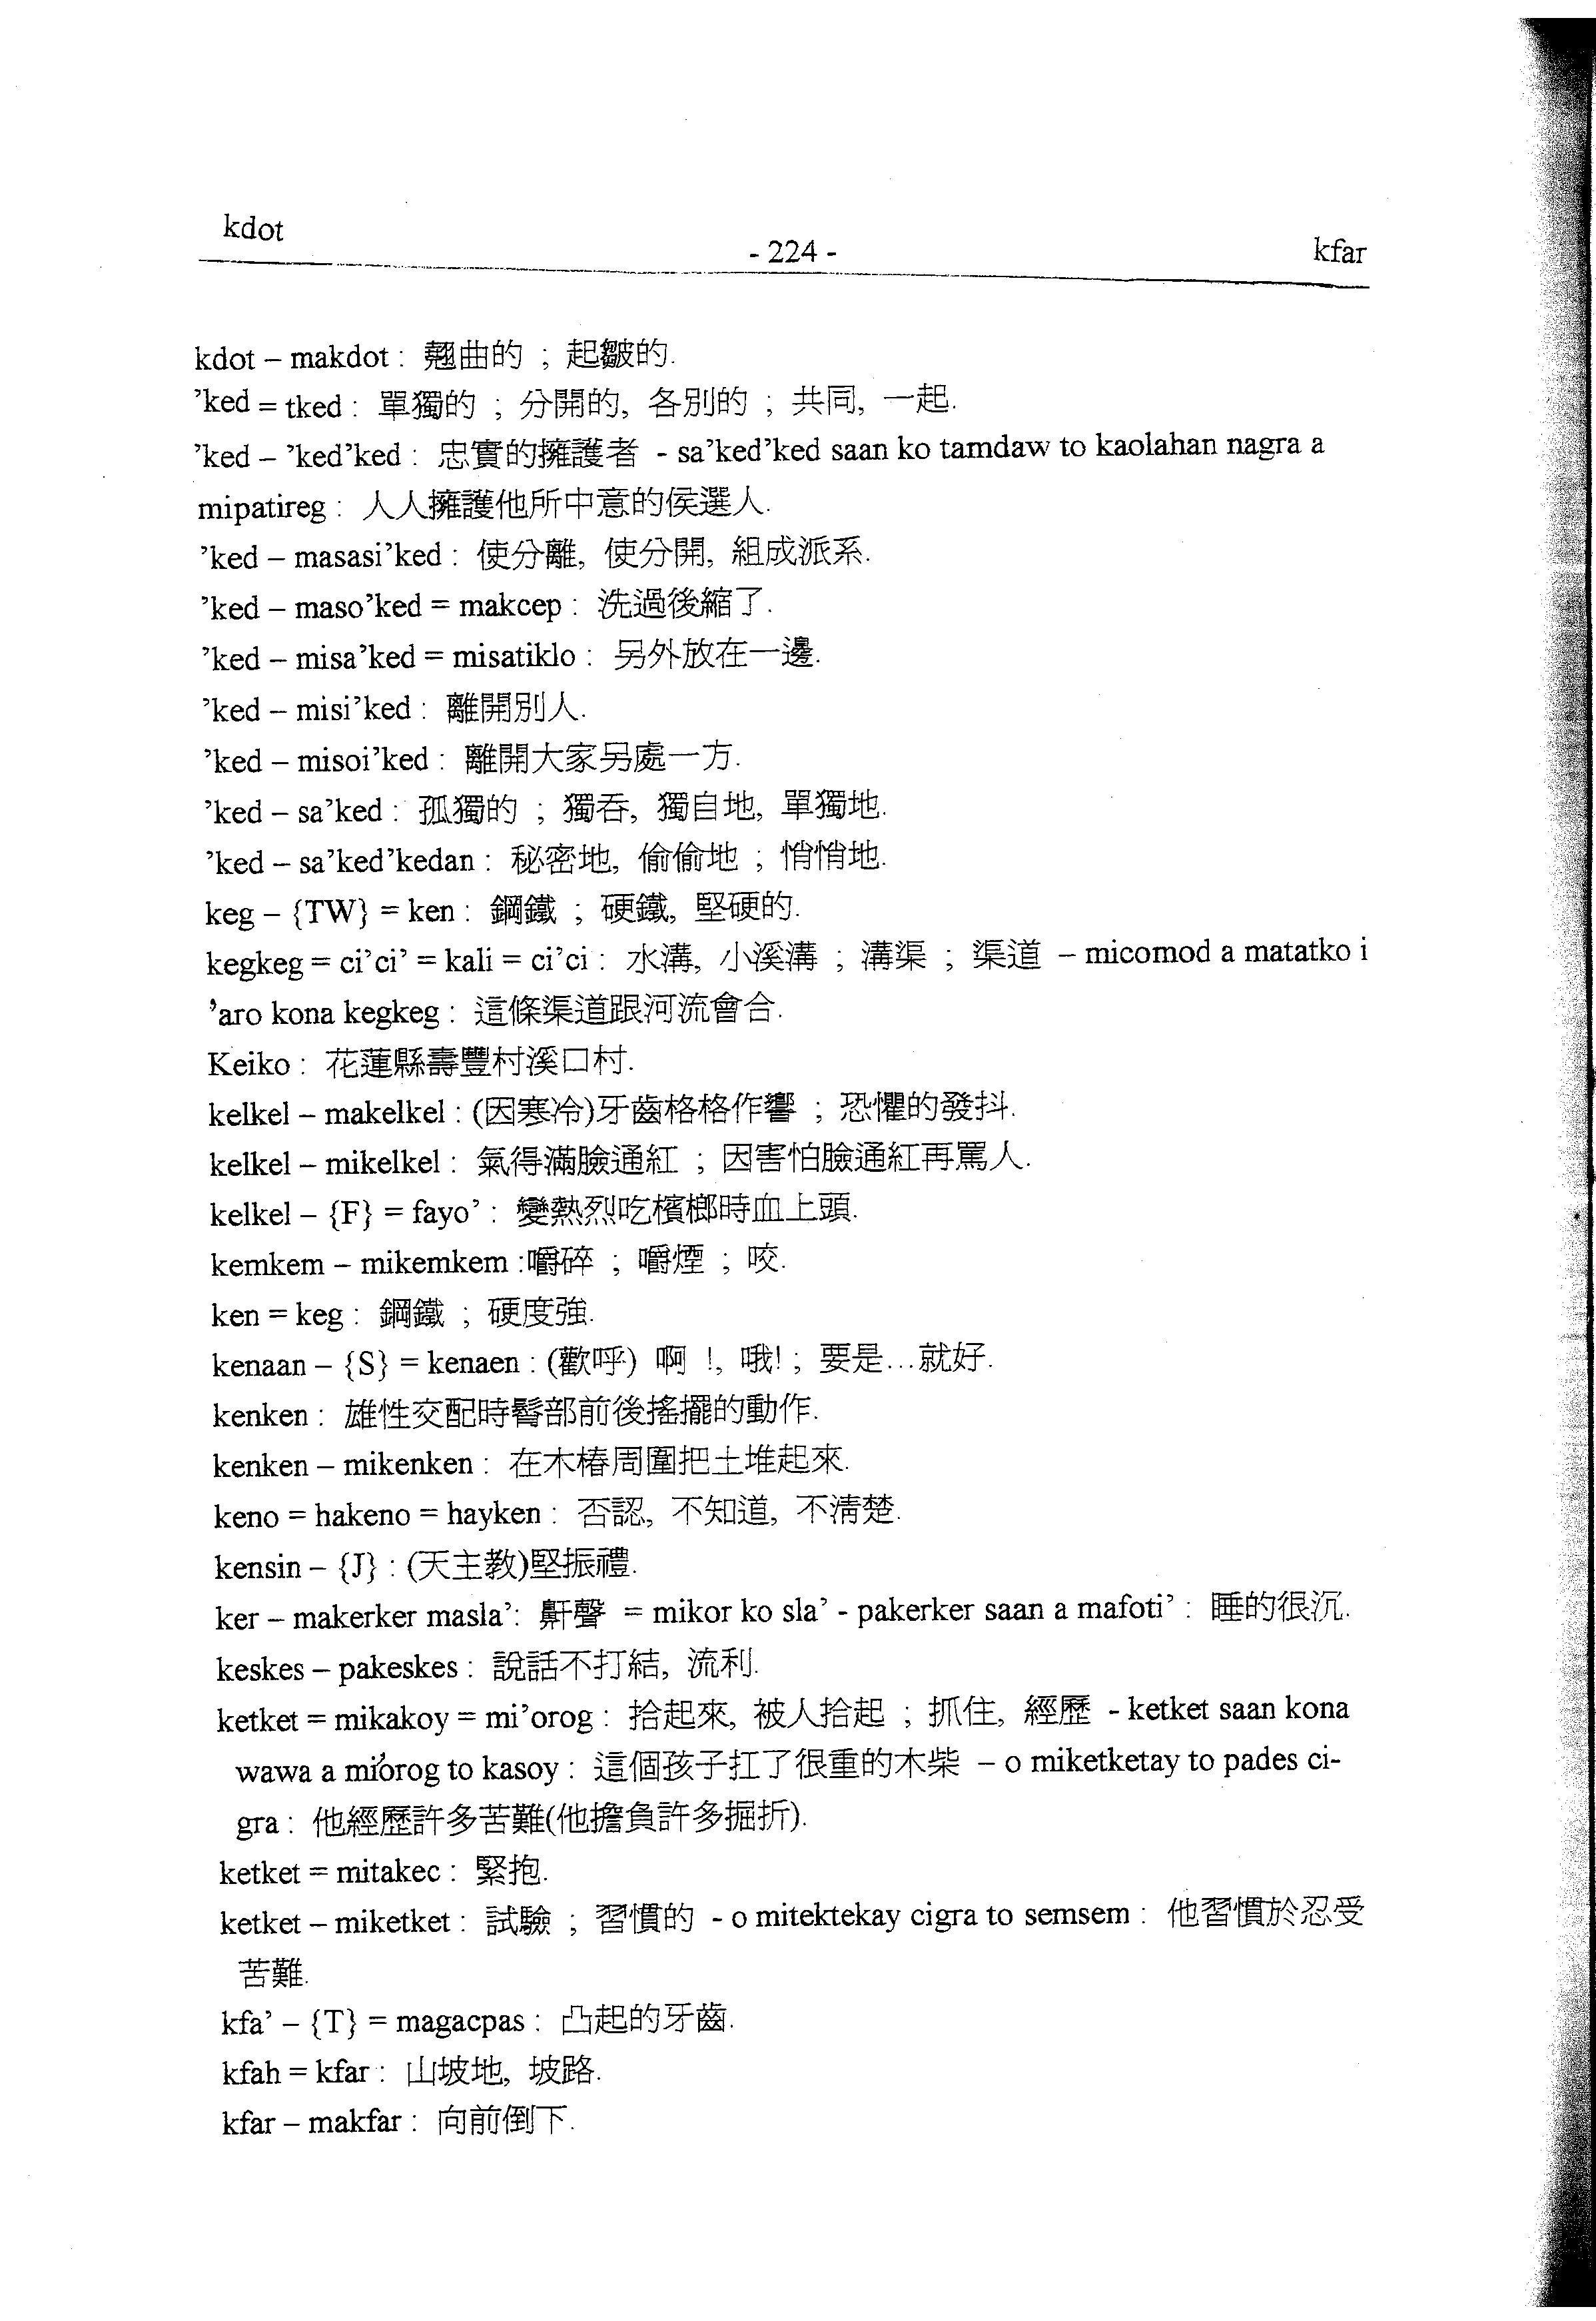 kdot
- 224 -
kfar
kdot – makdot : 翹曲的 ; 起皺的.
’ked = tked : 單獨的 ; 分開的, 各別的 ; 共同, 一起.
’ked – ’ked’ked : 忠實的擁護者 - sa’ked’ked saan ko tamdaw to kaolahan nagra a
mipatireg : 人人擁護他所中意的侯選人.
’ked – masasi’ked : 使分離, 使分開, 組成派系.
’ked – maso’ked = makcep : 洗過後縮了.
’ked – misa’ked = misatiklo : 另外放在一邊.
’ked – misi’ked : 離開別人.
’ked – misoi’ked : 離開大家另處一方.
’ked – sa’ked : 孤獨的 ; 獨吞, 獨自地, 單獨地.
’ked – sa’ked’kedan : 秘密地, 偷偷地 ; 悄悄地.
keg – {TW} = ken : 鋼鐵 ; 硬鐵, 堅硬的.
kegkeg = ci’ci’ = kali = ci’ci : 水溝, 小溪溝 ; 溝渠 ; 渠道 – micomod a matatko i
’aro kona kegkeg : 這條渠道跟河流會合.
Keiko : 花蓮縣壽豐村溪口村.
kelkel – makelkel : (因寒冷)牙齒格格作響 ; 恐懼的發抖.
kelkel – mikelkel : 氣得滿臉通紅 ; 因害怕臉通紅再罵人.
kelkel – {F} = fayo’ : 變熱烈吃檳榔時血上頭.
kemkem – mikemkem :嚼碎 ; 嚼煙 ; 咬.
ken = keg : 鋼鐵 ; 硬度強.
kenaan – {S} = kenaen : (歡呼) 啊 !, 哦! ; 要是…就好.
kenken : 雄性交配時臀部前後搖擺的動作.
kenken – mikenken : 在木樁周圍把土堆起來.
keno = hakeno = hayken : 否認, 不知道, 不清楚.
kensin – {J} : (天主教)堅振禮.
ker – makerker masla’: 鼾聲 = mikor ko sla’ - pakerker saan a mafoti’ : 睡的很沉.
keskes – pakeskes : 說話不打結, 流利.
ketket = mikakoy = mi’orog : 拾起來, 被人拾起 ; 抓住, 經歷 - ketket saan kona
wawa a mi’orog to kasoy : 這個孩子扛了很重的木柴 – o miketketay to pades ci-
gra : 他經歷許多苦難(他擔負許多掘折).
ketket = mitakec : 緊抱.
ketket – miketket : 試驗 ; 習慣的 - o mitektekay cigra to semsem : 他習慣於忍受
苦難.
kfa’ – {T} = magacpas : 凸起的牙齒.
kfah = kfar : 山坡地, 坡路.
kfar – makfar : 向前倒下.